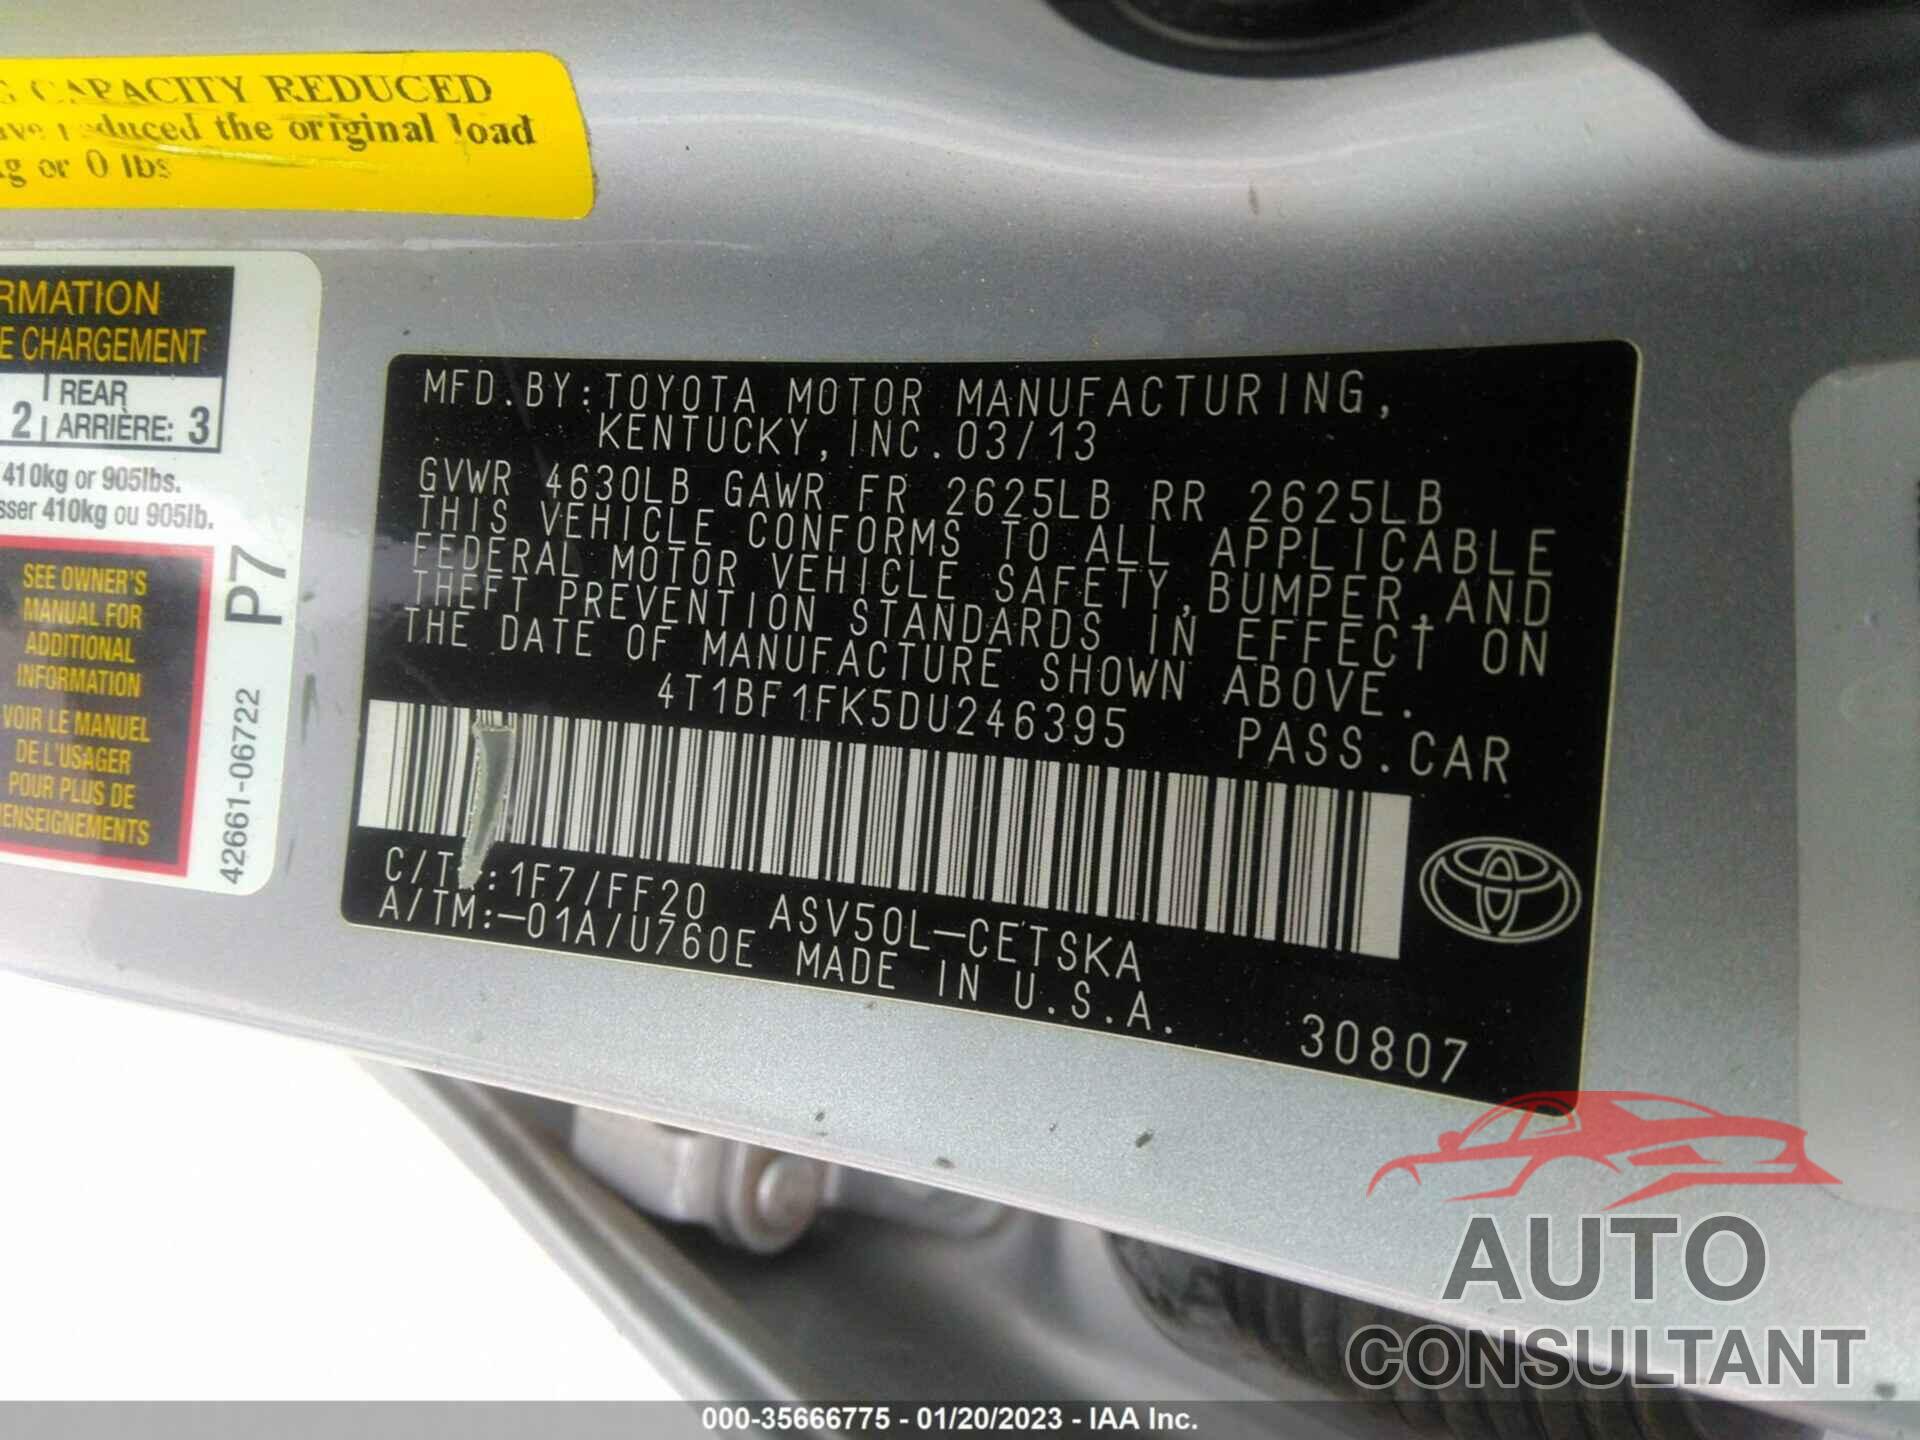 CAPACITY REDUCED
reduced the original load
or 0 lbs
RMATION
E CHARGEMENT
2 REAR
ARRIÈRE: 3
410kg or 905lbs.
sser 410kg ou 905lb.
SEE OWNER'S
MANUAL FOR
ADDITIONAL
INFORMATION
VOIR LE MANUEL
DE L'USAGER
POUR PLUS DE
ENSEIGNEMENTS
P7
42661-06722
MFD.BY:TOYOTA MOTOR MANUFACTURING,
KENTUCKY,INC.03/13
GVWR 4630LB GAWR FR 2625LB RR 2625LB
THIS VEHICLE CONFORMS TO ALL APPLICABLE
FEDERAL MOTOR VEHICLE SAFETY,BUMPER,AND
THEFT PREVENTION STANDARDS IN EFFECT ON
THE DATE OF MANUFACTURE SHOWN ABOVE.
4T1BF1FK5DU246395 PASS.CAR
C/T :1F7/FF20 ASV50L-CETSKA
A/TM:-01A/U760E MADE IN U.S.A.
30807
AUTO
CONSULTANT
000-35666775 - 01/20/2023 - IAA Inc.